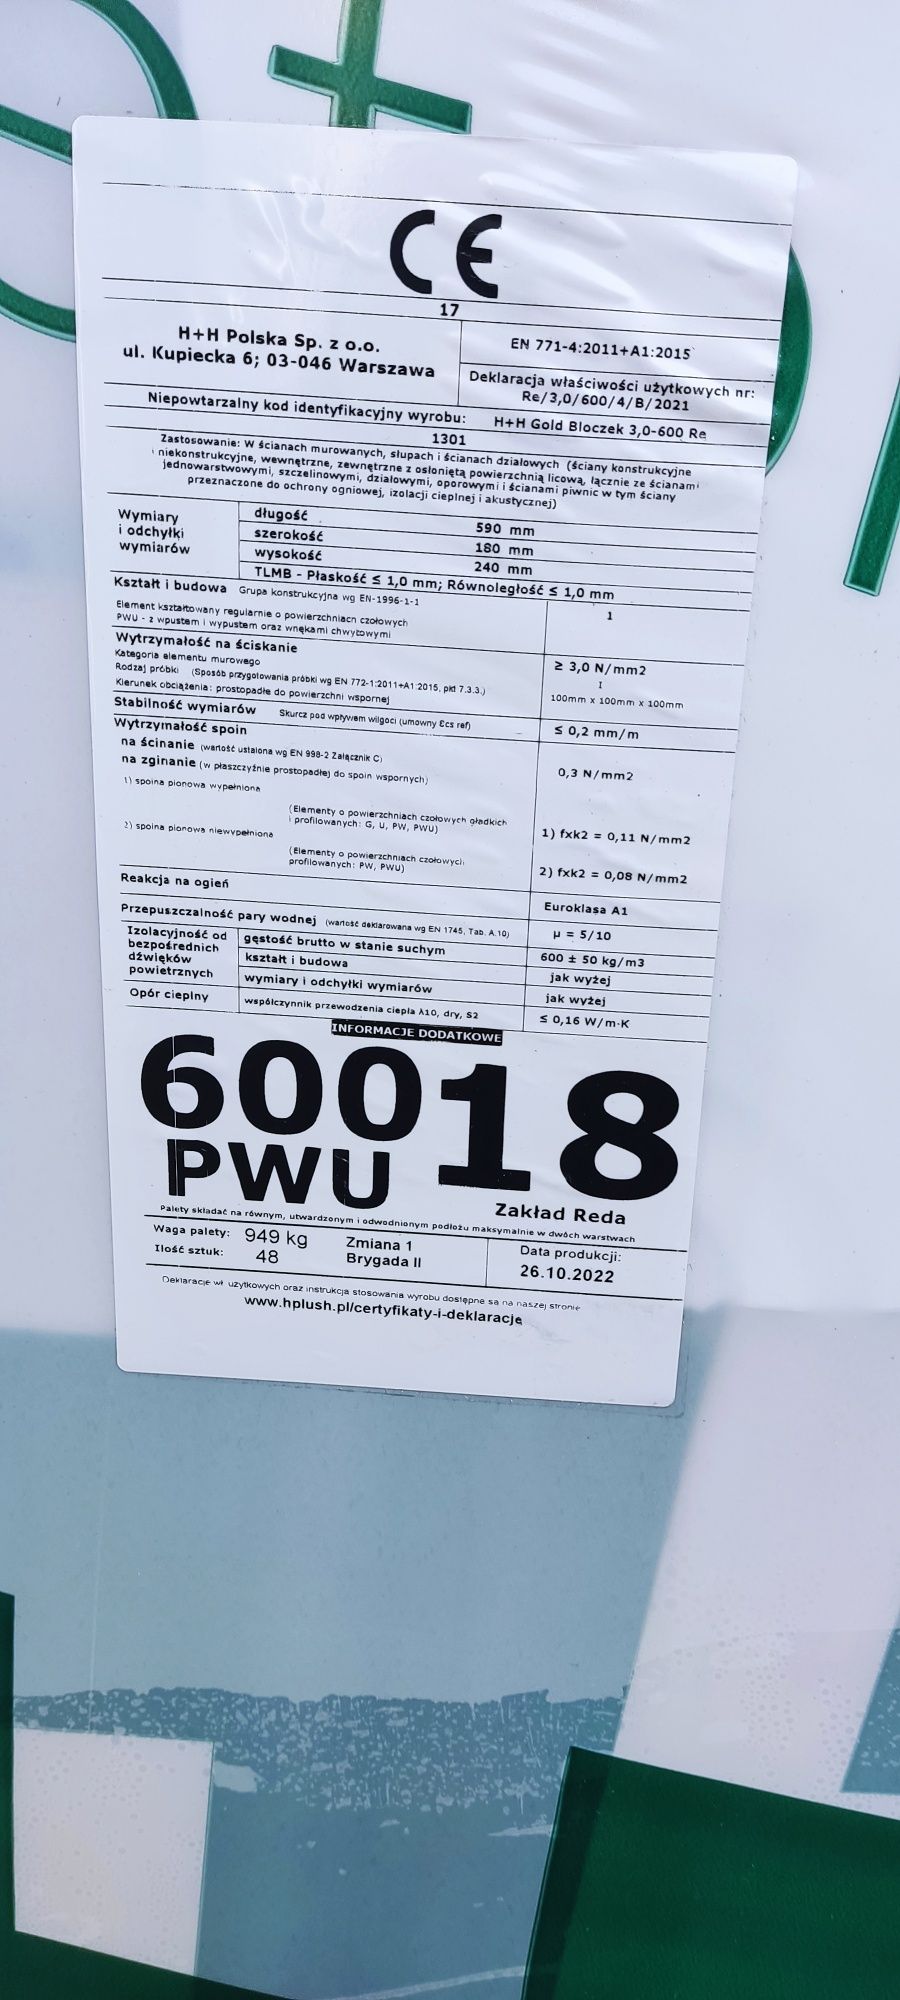 CE
17
H+H Polska Sp. z o.o.
ul. Kupiecka 6; 03-046 Warszawa
EN 771-4:2011+A1:2015
Deklaracja właściwości użytkowych nr:
Re/3,0/600/4/B/2021
Niepowtarzalny kod identyfikacyjny wyrobu: H+H Gold Bloczek 3,0-600 Re
1301
Zastosowanie: W ścianach murowanych, słupach i ścianach działowych (ściany konstrukcyjne
i niekonstrukcyjne, wewnętrzne, zewnętrzne z osłoniętą powierzchnią licową, łącznie ze ścianami
jednowarstwowymi, szczelinowymi, działowymi, oporowymi i ścianami piwnic w tym ściany
przeznaczone do ochrony ogniowej, izolacji cieplnej i akustycznej)
Wymiary
i odchyłki
wymiarów
długość 590 mm
szerokość 180 mm
wysokość 240 mm
TLMB - Płaskość ≤ 1,0 mm; Równoległość ≤ 1,0 mm
Kształt i budowa Grupa konstrukcyjna wg EN-1996-1-1 1
Element kształtowany regularnie o powierzchniach czołowych
PWU - z wpustem i wypustem oraz wnękami chwytowymi
Wytrzymałość na ściskanie ≥ 3,0 N/mm2
Kategoria elementu murowego I
Rodzaj próbki (Sposób przygotowania próbki wg EN 772-1:2011+A1:2015, pkt 7.3.3.) 100mm x 100mm x 100mm
Kierunek obciążenia: prostopadłe do powierzchni wspornej
Stabilność wymiarów Skurcz pod wpływem wilgoci (umowny Ɛcs ref) ≤ 0,2 mm/m
Wytrzymałość spoin
na ścinanie (wartość ustalona wg EN 998-2 Załącznik C) 0,3 N/mm2
na zginanie (w płaszczyźnie prostopadłej do spoin wspornych)
1) spoina pionowa wypełniona
(Elementy o powierzchniach czołowych gładkich
i profilowanych: G, U, PW, PWU) 1) fxk2 = 0,11 N/mm2
2) spoina pionowa niewypełniona
(Elementy o powierzchniach czołowych
profilowanych: PW, PWU) 2) fxk2 = 0,08 N/mm2
Reakcja na ogień Euroklasa A1
Przepuszczalność pary wodnej (wartość deklarowana wg EN 1745, Tab. A.10) μ = 5/10
Izolacyjność od
bezpośrednich
dźwięków
powietrznych
gęstość brutto w stanie suchym 600 ± 50 kg/m3
kształt i budowa jak wyżej
wymiary i odchyłki wymiarów jak wyżej
Opór cieplny współczynnik przewodzenia ciepła λ10, dry, S2 ≤ 0,16 W/m·K
INFORMACJE DODATKOWE
600 18
PWU
Zakład Reda
Palety składać na równym, utwardzonym i odwodnionym podłożu maksymalnie w dwóch warstwach
Waga palety: 949 kg Zmiana 1 Data produkcji:
Ilość sztuk: 48 Brygada II 26.10.2022
Deklaracje wł. użytkowych oraz instrukcja stosowania wyrobu dostępne są na naszej stronie
www.hplush.pl/certyfikaty-i-deklaracje